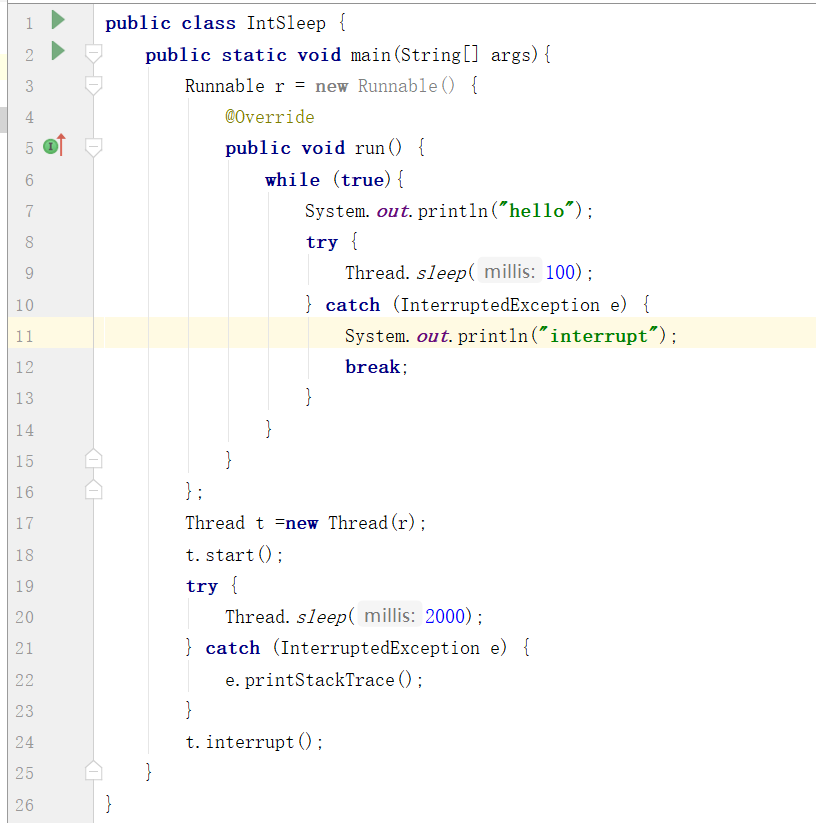 1 public class IntSleep {
2 public static void main(String[] args){
3 Runnable r = new Runnable() {
4 @Override
5 public void run() {
6 while (true){
7 System.out.println("hello");
8 try {
9 Thread.sleep( millis: 100);
10 } catch (InterruptedException e) {
11 System.out.println("interrupt");
12 break;
13 }
14 }
15 }
16 };
17 Thread t =new Thread(r);
18 t.start();
19 try {
20 Thread.sleep( millis: 2000);
21 } catch (InterruptedException e) {
22 e.printStackTrace();
23 }
24 t.interrupt();
25 }
26 }